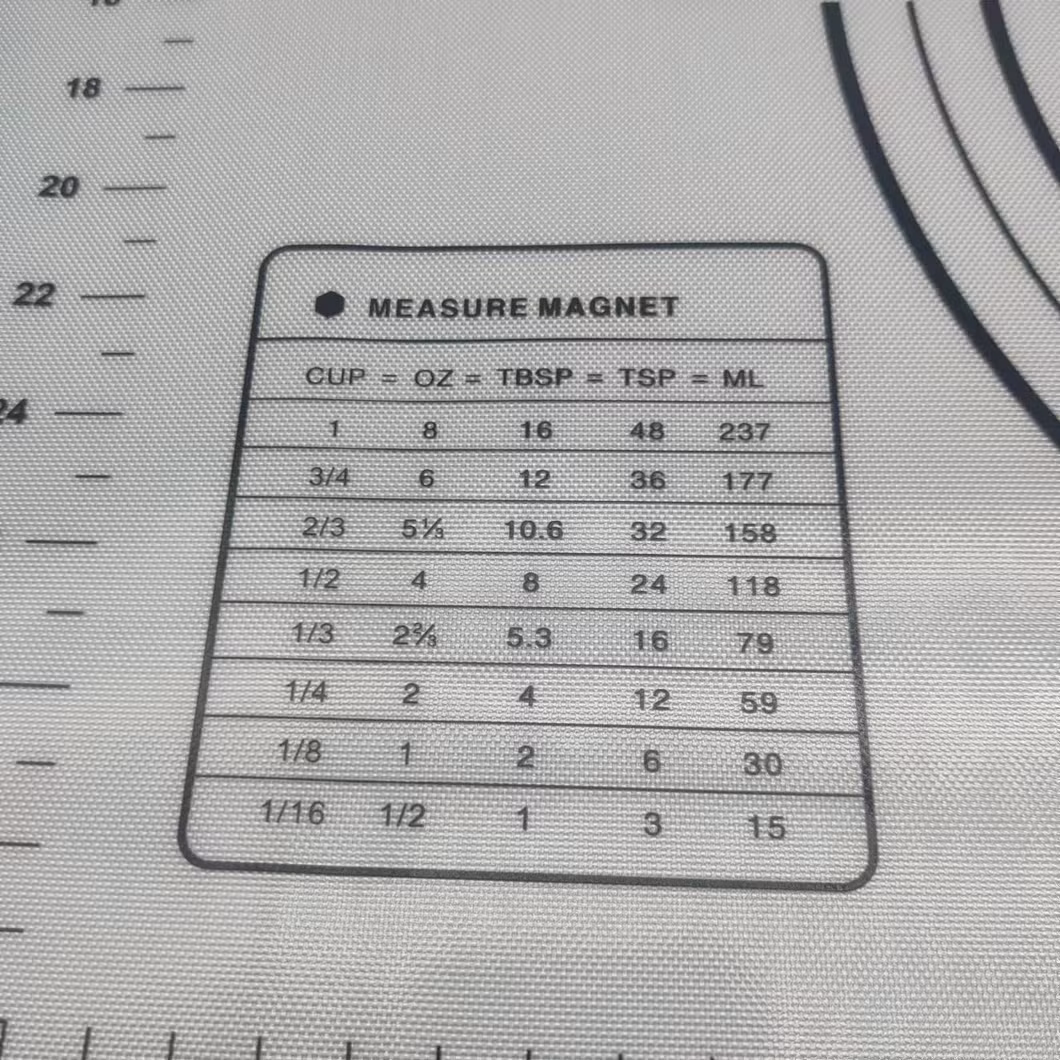 18
20
22
24
MEASURE MAGNET
CUP = OZ = TBSP = TSP = ML
1 8 16 48 237
3/4 6 12 36 177
2/3 5⅓ 10.6 32 158
1/2 4 8 24 118
1/3 2⅔ 5.3 16 79
1/4 2 4 12 59
1/8 1 2 6 30
1/16 1/2 1 3 15